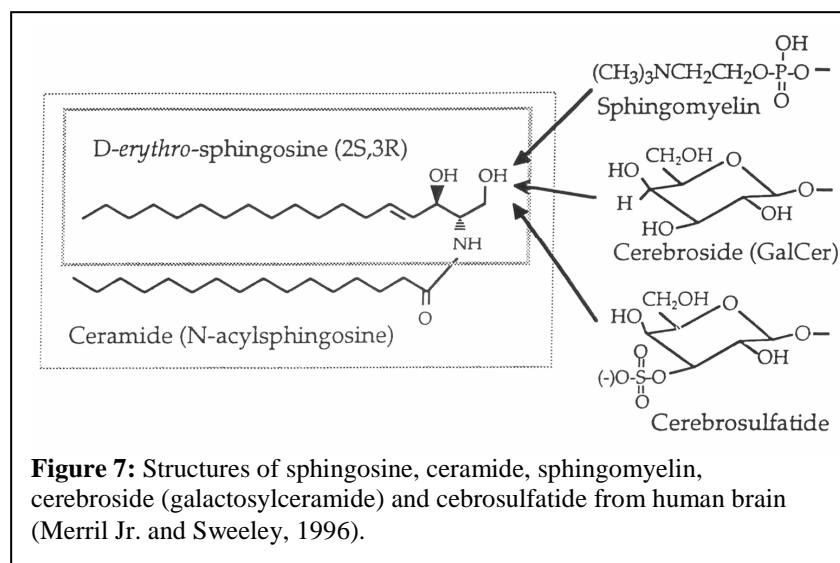 OH
(CH₃)₃NCH₂CH₂O-P-O-
O
Sphingomyelin
D-erythro-sphingosine (2S,3R)
OH OH
NH
O
Ceramide (N-acylsphingosine)
CH₂OH
HO O
H O-
HO OH
Cerebroside (GalCer)
CH₂OH
HO O
O O-
(-)O-S-O OH
O
Cerebrosulfatide
Figure 7: Structures of sphingosine, ceramide, sphingomyelin,
cerebroside (galactosylceramide) and cebrosulfatide from human brain
(Merril Jr. and Sweeley, 1996).